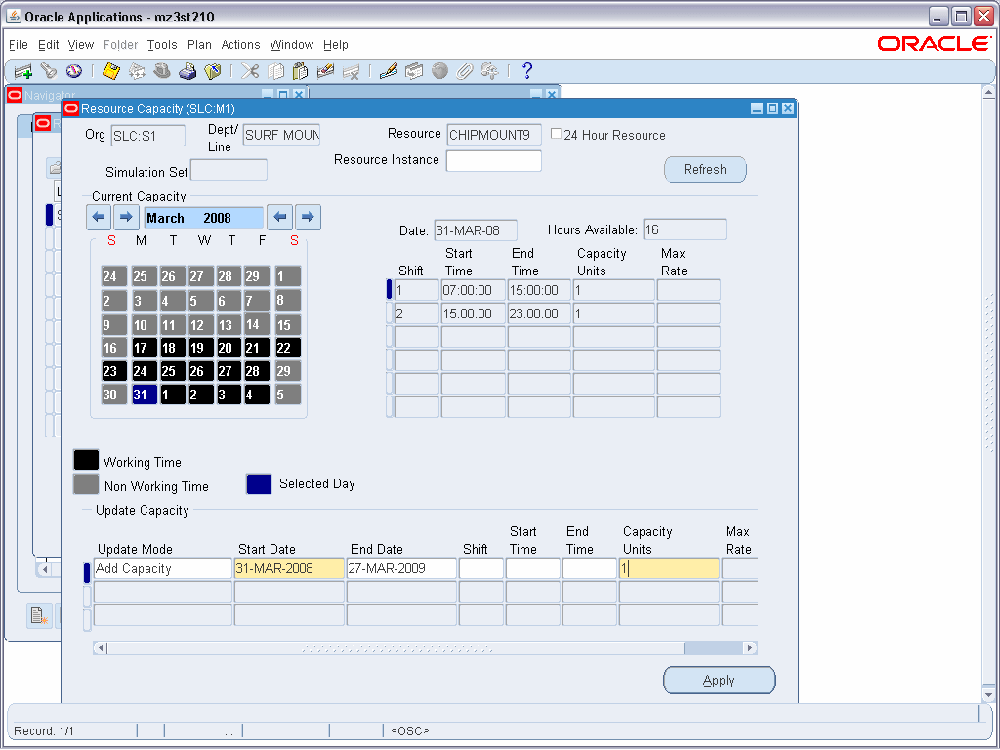 Oracle Applications - mz3st210
File Edit View Folder Tools Plan Actions Window Help
ORACLE
Navigator
Resource Capacity (SLC:M1)
Org SLC:S1 Dept/ Line SURF MOUN Resource CHIPMOUNT9 24 Hour Resource
Resource Instance
Simulation Set
Refresh
Current Capacity
March 2008
S M T W T F S
24 25 26 27 28 29 1
2 3 4 5 6 7 8
9 10 11 12 13 14 15
16 17 18 19 20 21 22
23 24 25 26 27 28 29
30 31 1 2 3 4 5
Date: 31-MAR-08 Hours Available: 16
Start End Capacity Max
Shift Time Time Units Rate
1 07:00:00 15:00:00 1
2 15:00:00 23:00:00 1
Working Time
Non Working Time Selected Day
Update Capacity
Start End Capacity Max
Update Mode Start Date End Date Shift Time Time Units Rate
Add Capacity 31-MAR-2008 27-MAR-2009 1
Apply
Record: 1/1 ... <OSC>